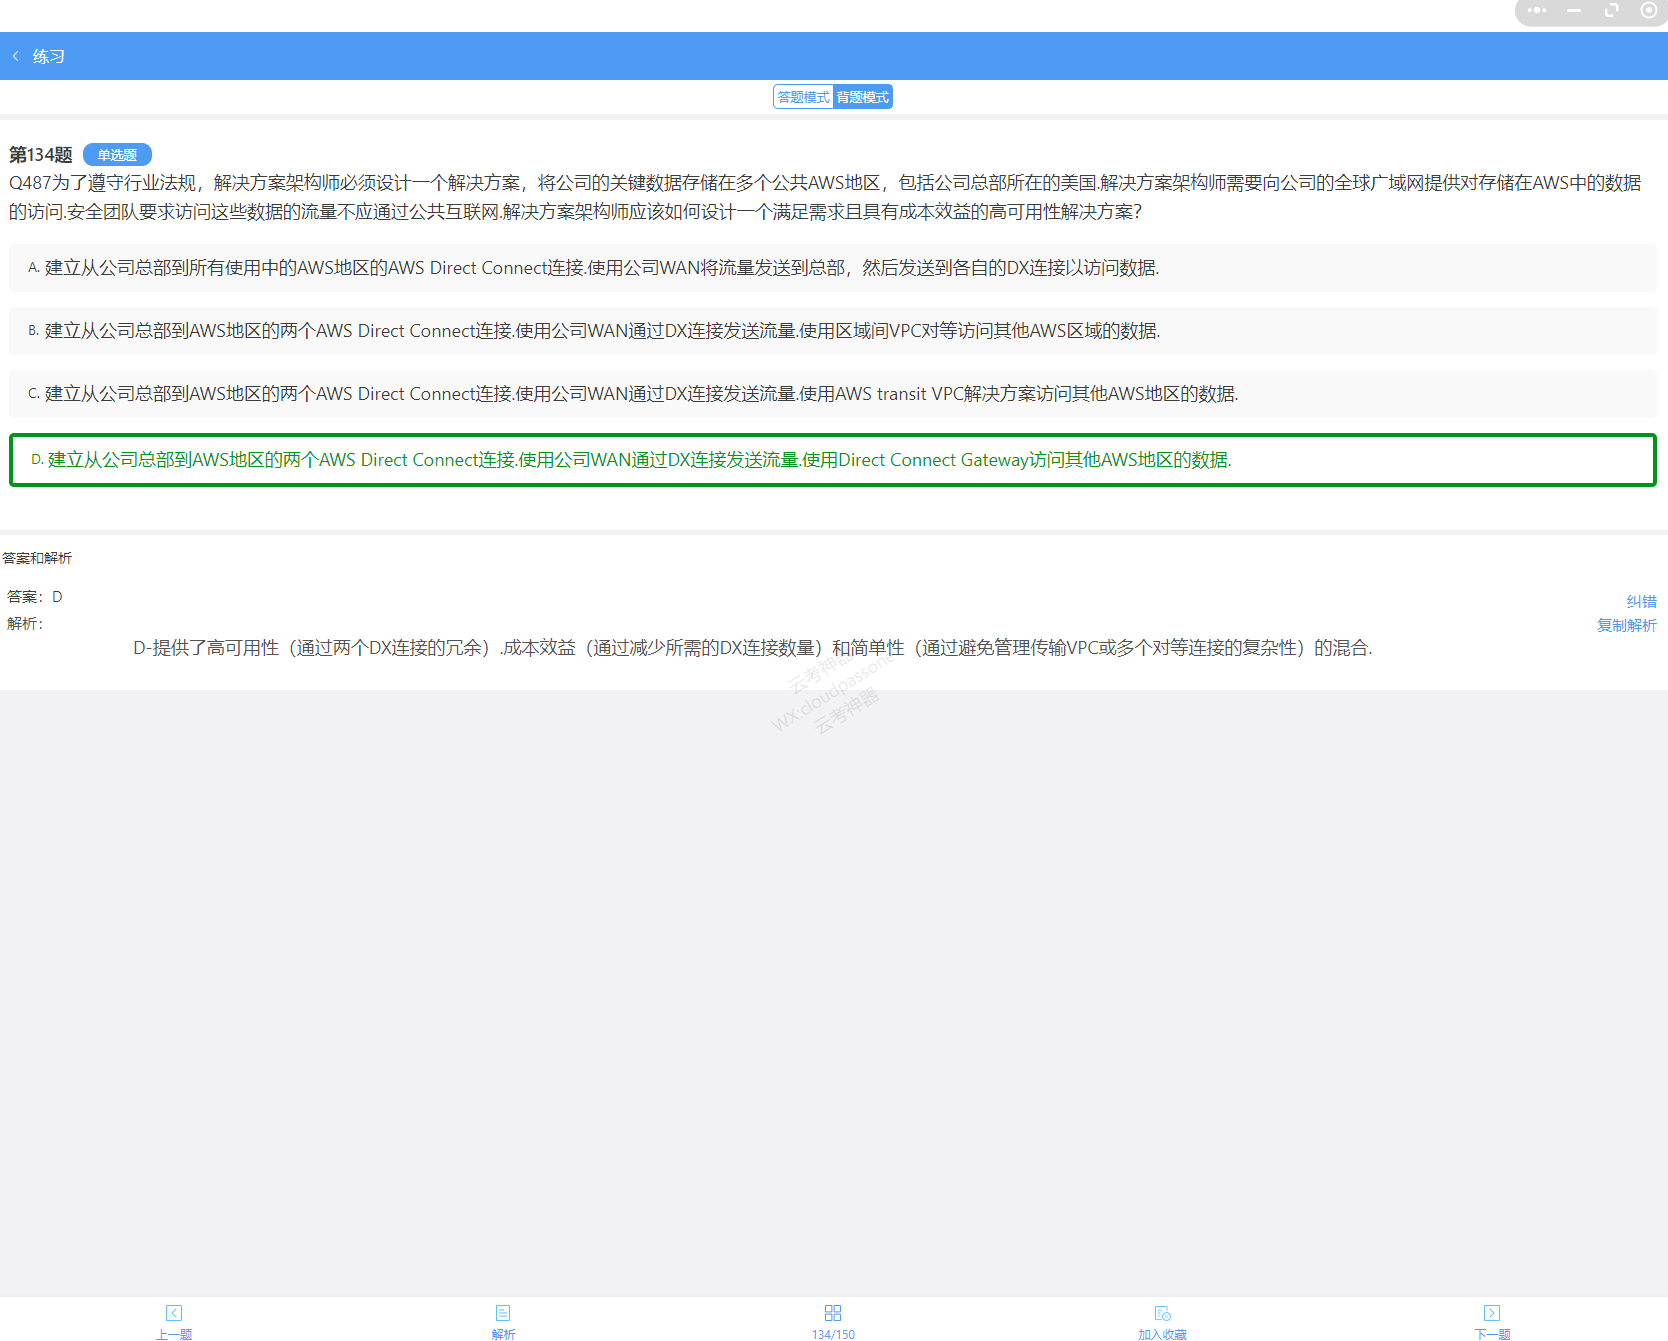 练习
答题模式 背题模式
第134题 单选题
Q487为了遵守行业法规，解决方案架构师必须设计一个解决方案，将公司的关键数据存储在多个公共AWS地区，包括公司总部所在的美国.解决方案架构师需要向公司的全球广域网提供对存储在AWS中的数据
的访问.安全团队要求访问这些数据的流量不应通过公共互联网.解决方案架构师应该如何设计一个满足需求且具有成本效益的高可用性解决方案？
A. 建立从公司总部到所有使用中的AWS地区的AWS Direct Connect连接.使用公司WAN将流量发送到总部，然后发送到各自的DX连接以访问数据.
B. 建立从公司总部到AWS地区的两个AWS Direct Connect连接.使用公司WAN通过DX连接发送流量.使用区域间VPC对等访问其他AWS区域的数据.
C. 建立从公司总部到AWS地区的两个AWS Direct Connect连接.使用公司WAN通过DX连接发送流量.使用AWS transit VPC解决方案访问其他AWS地区的数据.
D. 建立从公司总部到AWS地区的两个AWS Direct Connect连接.使用公司WAN通过DX连接发送流量.使用Direct Connect Gateway访问其他AWS地区的数据.
答案和解析
答案：D
纠错
解析：
复制解析
D-提供了高可用性（通过两个DX连接的冗余）.成本效益（通过减少所需的DX连接数量）和简单性（通过避免管理传输VPC或多个对等连接的复杂性）的混合.
云考神器
WX:cloudpassone
云考神器
上一题 解析 134/150 加入收藏 下一题